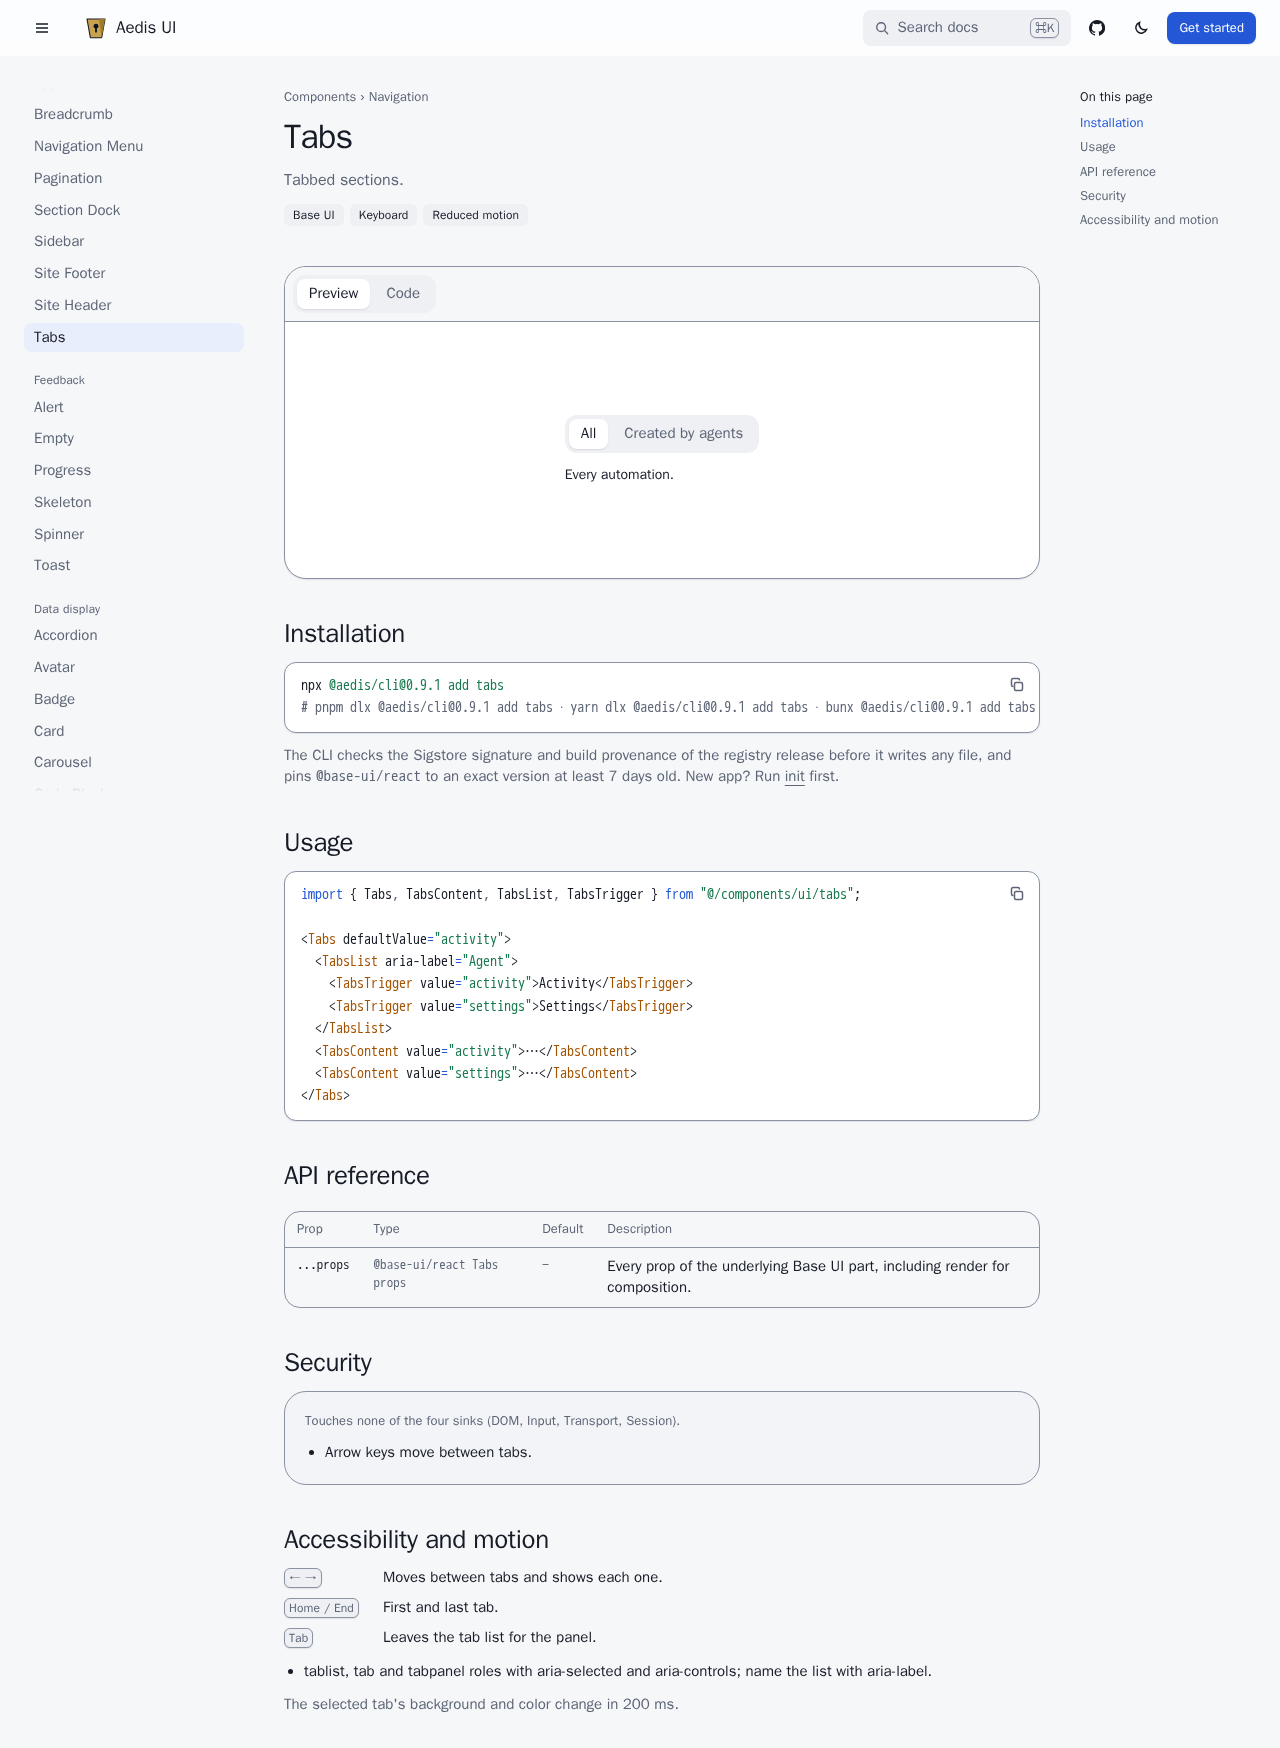 Aedis UI
Search docs
⌘K
Get started
Breadcrumb
Navigation Menu
Pagination
Section Dock
Sidebar
Site Footer
Site Header
Tabs
Feedback
Alert
Empty
Progress
Skeleton
Spinner
Toast
Data display
Accordion
Avatar
Badge
Card
Carousel
Components › Navigation
Tabs
Tabbed sections.
Base UI
Keyboard
Reduced motion
Preview
Code
All
Created by agents
Every automation.
Installation
npx @aedis/cli@0.9.1 add tabs
# pnpm dlx @aedis/cli@0.9.1 add tabs · yarn dlx @aedis/cli@0.9.1 add tabs · bunx @aedis/cli@0.9.1 add tabs
The CLI checks the Sigstore signature and build provenance of the registry release before it writes any file, and
pins @base-ui/react to an exact version at least 7 days old. New app? Run init first.
Usage
import { Tabs, TabsContent, TabsList, TabsTrigger } from "@/components/ui/tabs";
<Tabs defaultValue="activity">
<TabsList aria-label="Agent">
<TabsTrigger value="activity">Activity</TabsTrigger>
<TabsTrigger value="settings">Settings</TabsTrigger>
</TabsList>
<TabsContent value="activity">…</TabsContent>
<TabsContent value="settings">…</TabsContent>
</Tabs>
API reference
Prop Type Default Description
...props @base-ui/react Tabs – Every prop of the underlying Base UI part, including render for
props composition.
Security
Touches none of the four sinks (DOM, Input, Transport, Session).
• Arrow keys move between tabs.
Accessibility and motion
← → Moves between tabs and shows each one.
Home / End First and last tab.
Tab Leaves the tab list for the panel.
• tablist, tab and tabpanel roles with aria-selected and aria-controls; name the list with aria-label.
The selected tab's background and color change in 200 ms.
On this page
Installation
Usage
API reference
Security
Accessibility and motion